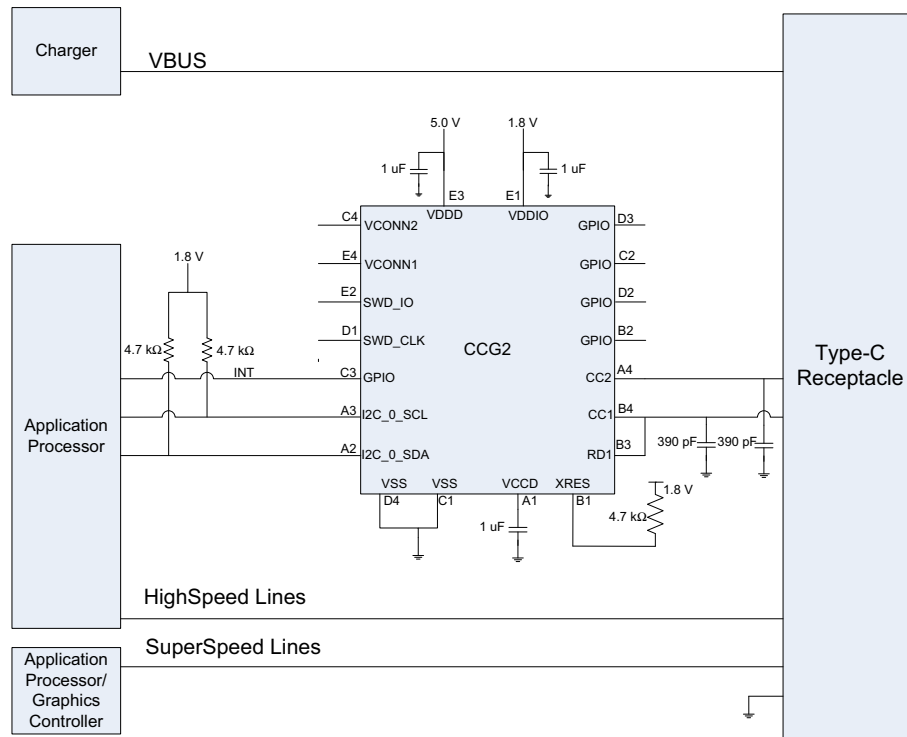 Charger
VBUS
5.0 V
1.8 V
1 uF
1 uF
E3
E1
VDDD
VDDIO
C4
VCONN2
GPIO
D3
E4
VCONN1
GPIO
C2
1.8 V
E2
SWD_IO
GPIO
D2
D1
SWD_CLK
GPIO
B2
4.7 kΩ
4.7 kΩ
CCG2
Type-C
Receptacle
INT
C3
GPIO
CC2
A4
Application
Processor
A3
I2C_0_SCL
CC1
B4
A2
I2C_0_SDA
RD1
B3
390 pF
390 pF
VSS
VSS
VCCD
XRES
D4
C1
A1
B1
1.8 V
1 uF
4.7 kΩ
HighSpeed Lines
SuperSpeed Lines
Application
Processor/
Graphics
Controller